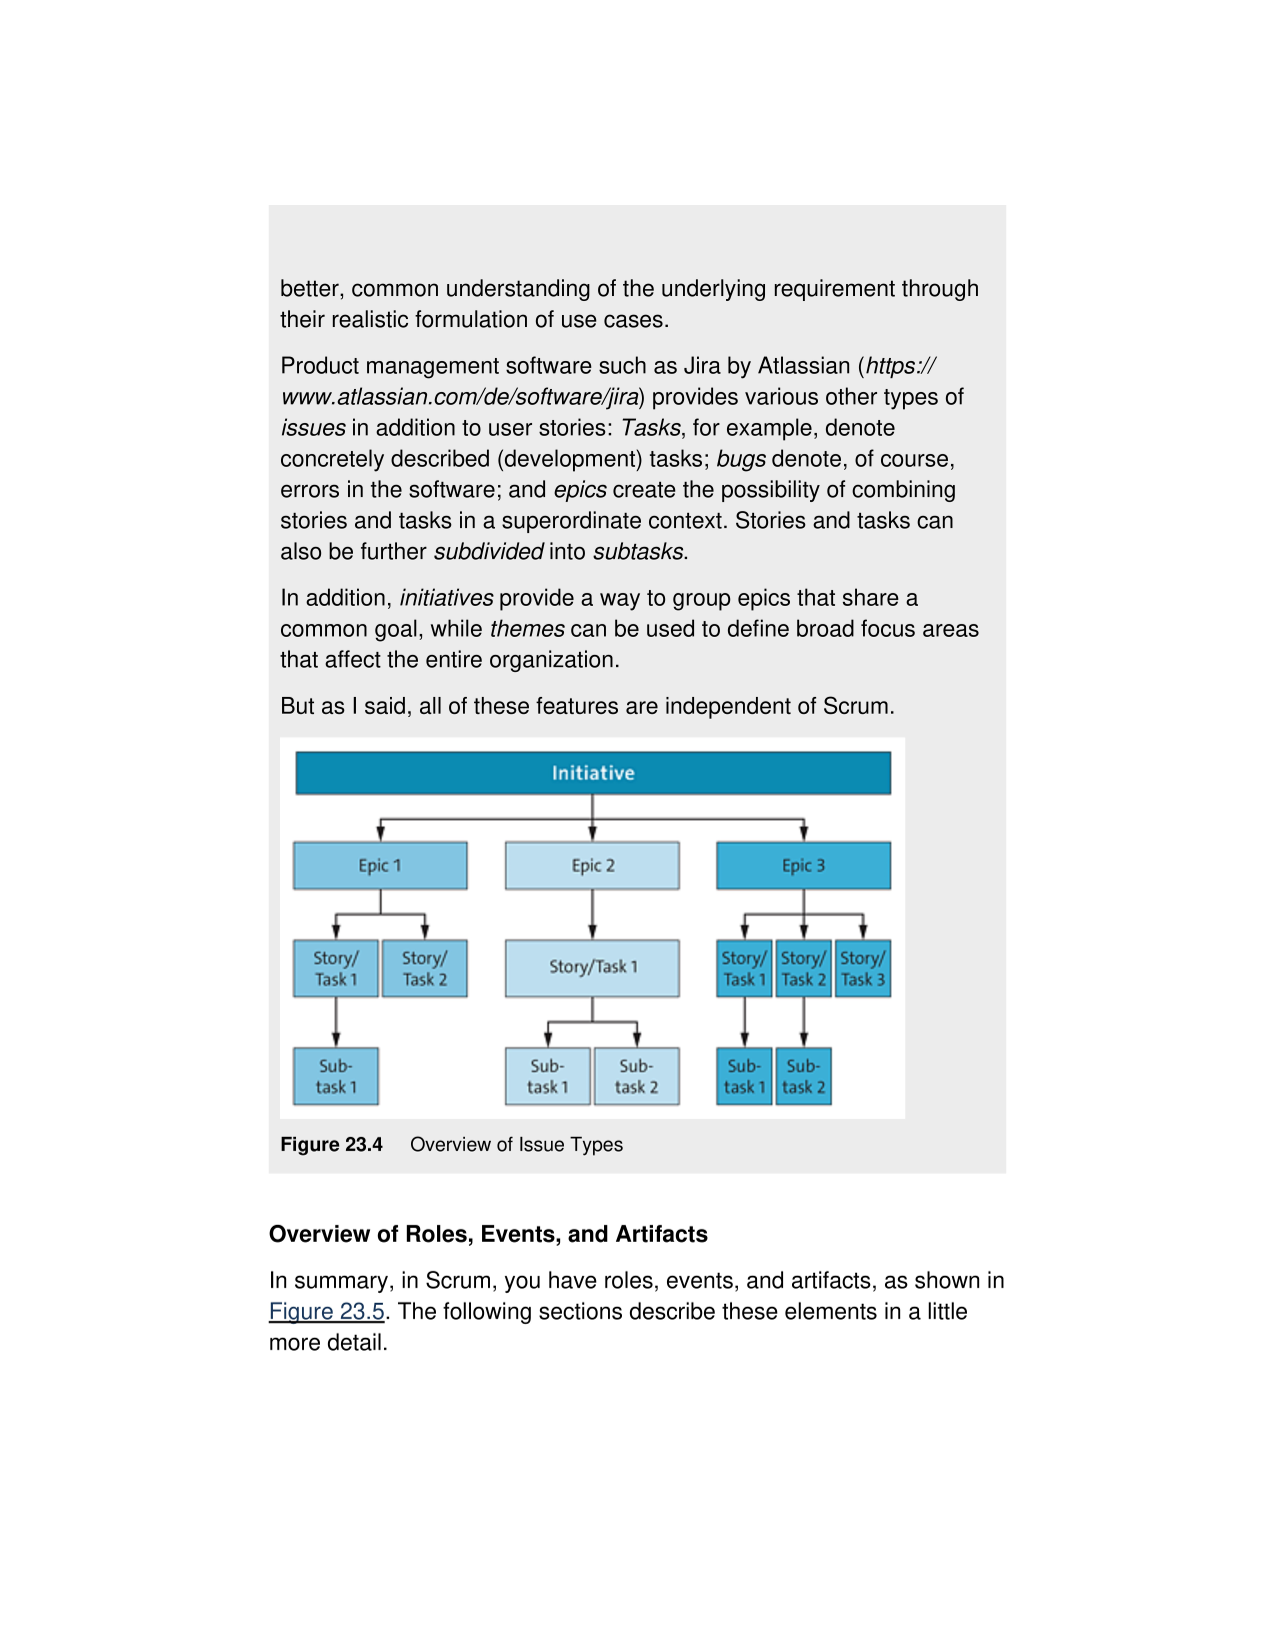 better, common understanding of the underlying requirement through
their realistic formulation of use cases.
Product management software such as Jira by Atlassian (https://
www.atlassian.com/de/software/jira) provides various other types of
issues in addition to user stories: Tasks, for example, denote
concretely described (development) tasks; bugs denote, of course,
errors in the software; and epics create the possibility of combining
stories and tasks in a superordinate context. Stories and tasks can
also be further subdivided into subtasks.
In addition, initiatives provide a way to group epics that share a
common goal, while themes can be used to define broad focus areas
that affect the entire organization.
But as I said, all of these features are independent of Scrum.
Initiative
Epic 1
Epic 2
Epic 3
Story/
Task 1
Story/
Task 2
Story/Task 1
Story/
Task 1
Story/
Task 2
Story/
Task 3
Sub-
task 1
Sub-
task 1
Sub-
task 2
Sub-
task 1
Sub-
task 2
Figure 23.4 Overview of Issue Types
Overview of Roles, Events, and Artifacts
In summary, in Scrum, you have roles, events, and artifacts, as shown in
Figure 23.5. The following sections describe these elements in a little
more detail.